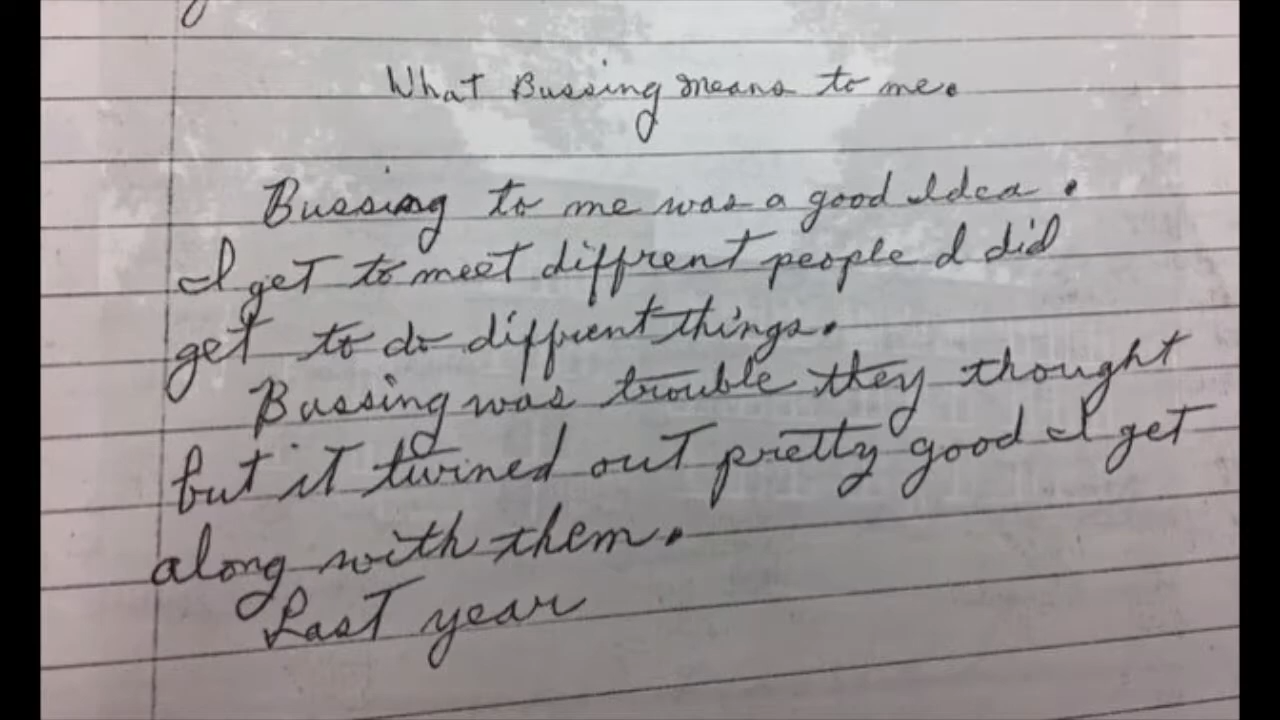 What Bussing means to me.
Bussing to me was a good Idea.
I get to meet diffrent people I did
get to do diffrent things.
Bussing was trouble they thought
but it turned out pretty good I get
along with them.
Last year